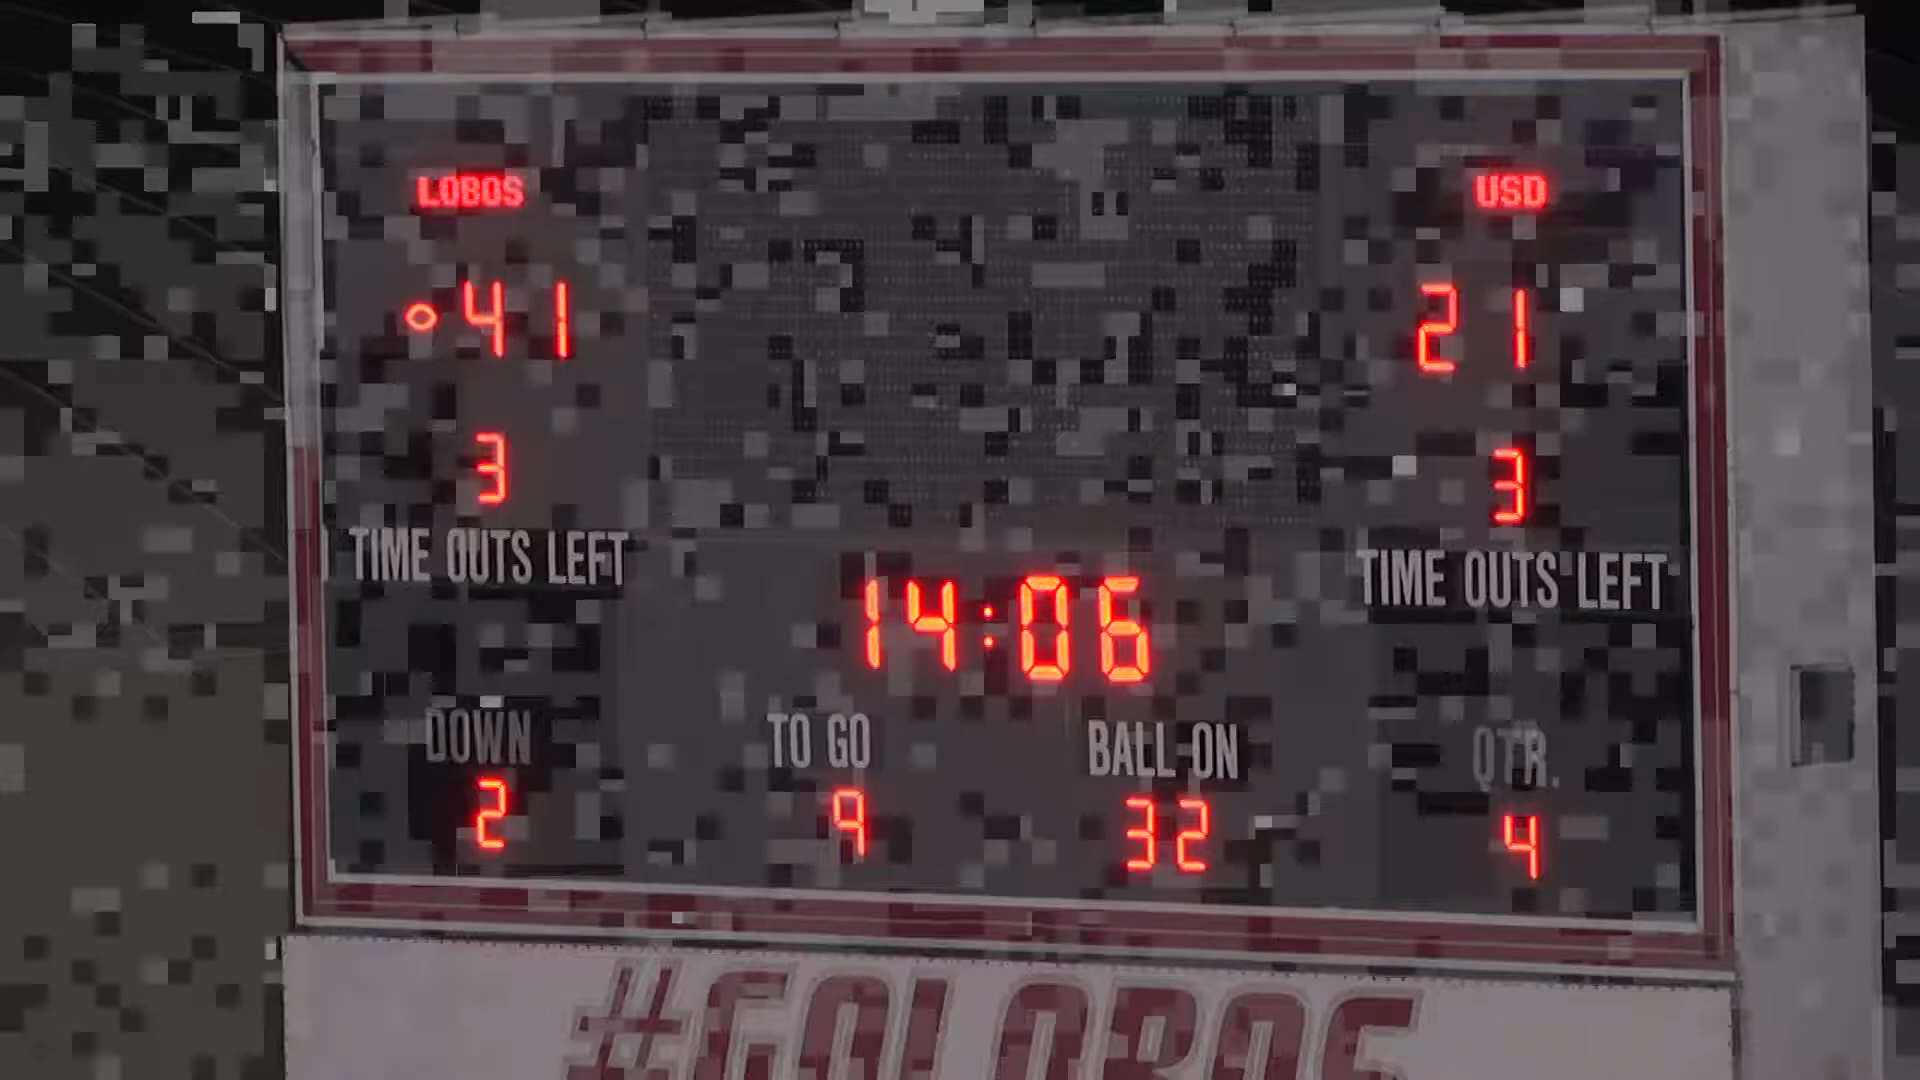 LOBOS USD
41 21
3 3
TIME OUTS LEFT TIME OUTS LEFT
14:06
DOWN TO GO BALL ON QTR.
2 9 32 4
#GOLOBOS